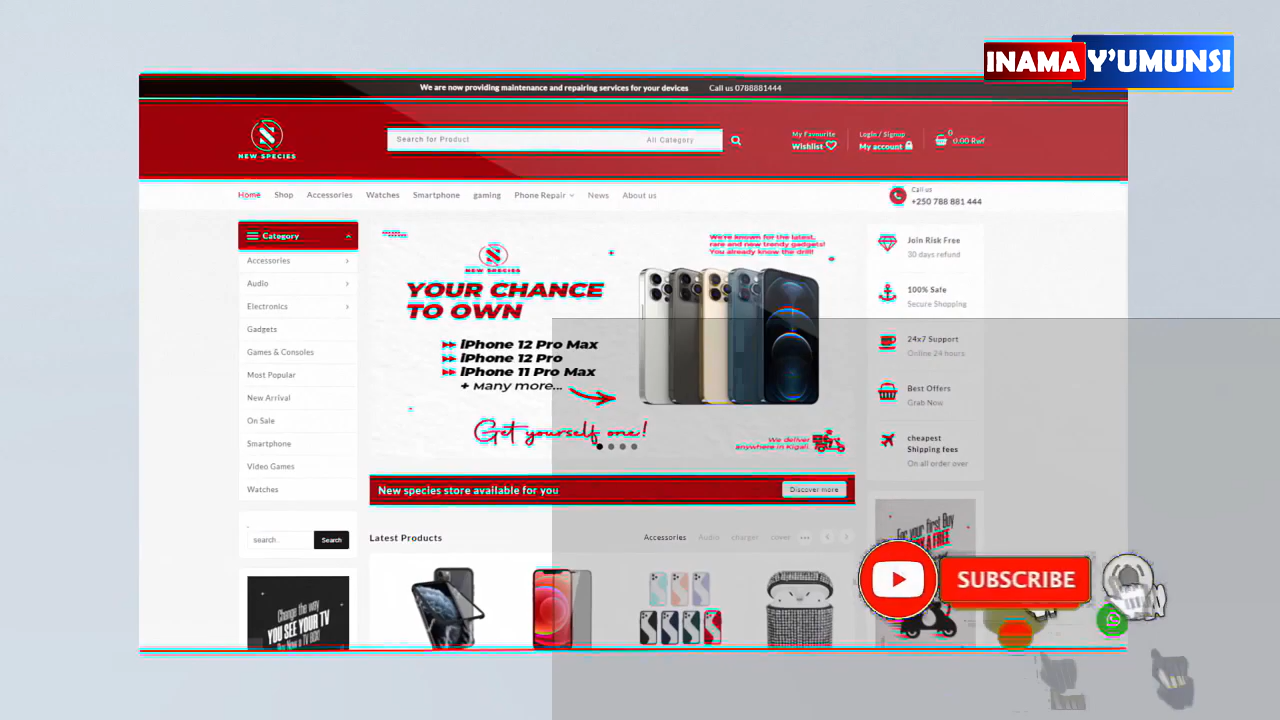 INAMA Y'UMUNSI
We are now providing maintenance and repairing services for your devices
Call us 0788881444
NEW SPECIES
Search for Product
All Category
My Favourite
Wishlist
Login / Signup
My account
0
0.00 Rwf
Home Shop Accessories Watches Smartphone gaming Phone Repair News About us
Call us
+250 788 881 444
Category
Accessories
Audio
Electronics
Gadgets
Games & Consoles
Most Popular
New Arrival
On Sale
Smartphone
Video Games
Watches
NEW SPECIES
We're known for the latest,
rare and new trendy gadgets!
You already know the drill!
YOUR CHANCE
TO OWN
iPhone 12 Pro Max
iPhone 12 Pro
iPhone 11 Pro Max
+ Many more...
Get yourself one!
We deliver
anywhere in Kigali
Join Risk Free
30 days refund
100% Safe
Secure Shopping
24x7 Support
Online 24 hours
Best Offers
Grab Now
cheapest
Shipping fees
On all order over
New species store available for you
Discover more
search..
Search
Latest Products
Accessories Audio charger cover ...
Change the way
YOU SEE YOUR TV
For your first Buy
SUBSCRIBE